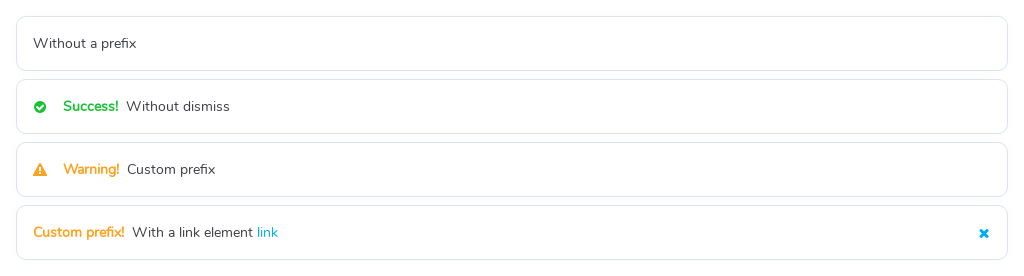 Without a prefix
Success! Without dismiss
Warning! Custom prefix
Custom prefix! With a link element link